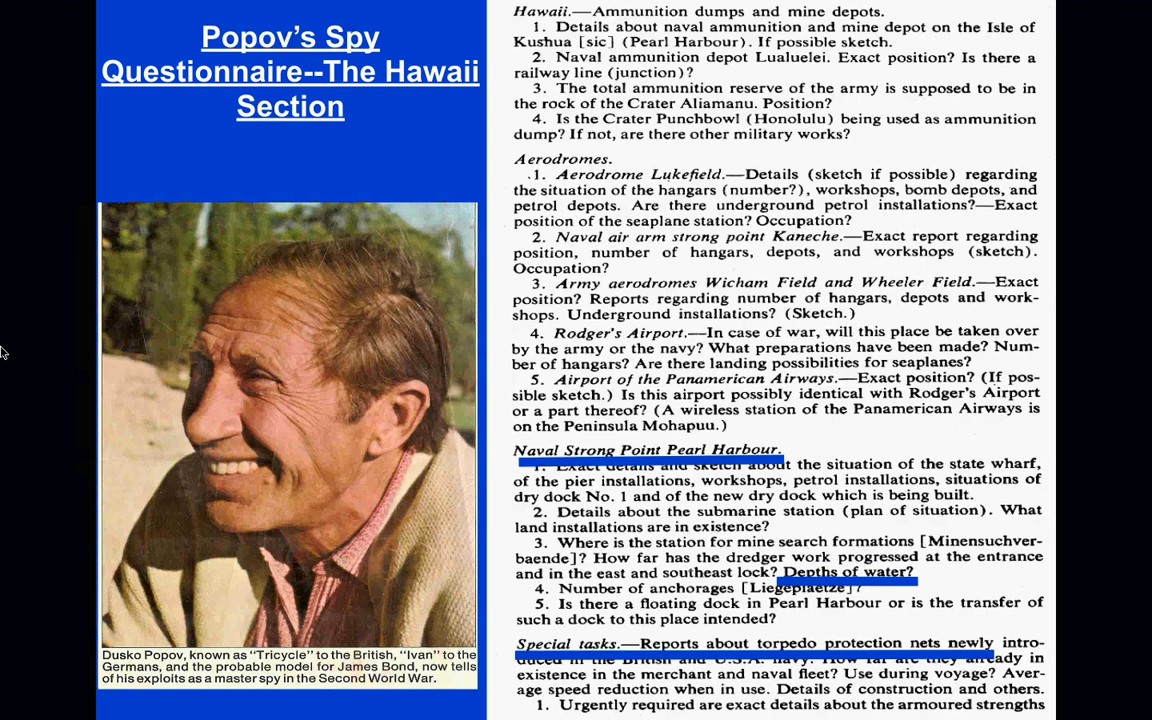 Popov's Spy
Questionnaire--The Hawaii
Section
Dusko Popov, known as "Tricycle" to the British, "Ivan" to the
Germans, and the probable model for James Bond, now tells
of his exploits as a master spy in the Second World War.
Hawaii.—Ammunition dumps and mine depots.
1. Details about naval ammunition and mine depot on the Isle of
Kushua [sic] (Pearl Harbour). If possible sketch.
2. Naval ammunition depot Lualuelei. Exact position? Is there a
railway line (junction)?
3. The total ammunition reserve of the army is supposed to be in
the rock of the Crater Aliamanu. Position?
4. Is the Crater Punchbowl (Honolulu) being used as ammunition
dump? If not, are there other military works?
Aerodromes.
1. Aerodrome Lukefield.—Details (sketch if possible) regarding
the situation of the hangars (number?), workshops, bomb depots, and
petrol depots. Are there underground petrol installations?—Exact
position of the seaplane station? Occupation?
2. Naval air arm strong point Kaneche.—Exact report regarding
position, number of hangars, depots, and workshops (sketch).
Occupation?
3. Army aerodromes Wicham Field and Wheeler Field.—Exact
position? Reports regarding number of hangars, depots and work-
shops. Underground installations? (Sketch.)
4. Rodger's Airport.—In case of war, will this place be taken over
by the army or the navy? What preparations have been made? Num-
ber of hangars? Are there landing possibilities for seaplanes?
5. Airport of the Panamerican Airways.—Exact position? (If pos-
sible sketch.) Is this airport possibly identical with Rodger's Airport
or a part thereof? (A wireless station of the Panamerican Airways is
on the Peninsula Mohapuu.)
Naval Strong Point Pearl Harbour.
1. Exact details and sketch about the situation of the state wharf,
of the pier installations, workshops, petrol installations, situations of
dry dock No. 1 and of the new dry dock which is being built.
2. Details about the submarine station (plan of situation). What
land installations are in existence?
3. Where is the station for mine search formations [Minensuchver-
baende]? How far has the dredger work progressed at the entrance
and in the east and southeast lock? Depths of water?
4. Number of anchorages [Liegeplaetze]?
5. Is there a floating dock in Pearl Harbour or is the transfer of
such a dock to this place intended?
Special tasks.—Reports about torpedo protection nets newly intro-
duced in the British and U.S.A. navy. How far are they already in
existence in the merchant and naval fleet? Use during voyage? Aver-
age speed reduction when in use. Details of construction and others.
1. Urgently required are exact details about the armoured strengths